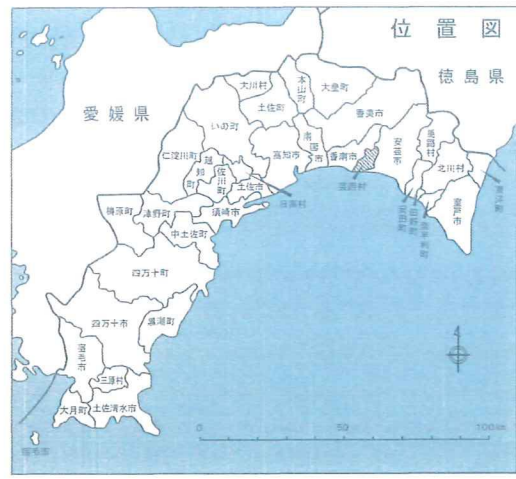 位置図
徳島県
愛媛県
大川村
本山町
大豊町
土佐町
香美市
いの町
南国市
安芸市
馬路村
北川村
仁淀川町
越知町
佐川町
高知市
香南市
土佐市
日高村
芸西村
東洋町
室戸市
安田町
田野町
奈半利町
梼原町
津野町
須崎市
中土佐町
四万十町
四万十市
黒潮町
宿毛市
三原村
大月町
土佐清水市
0
50
100km